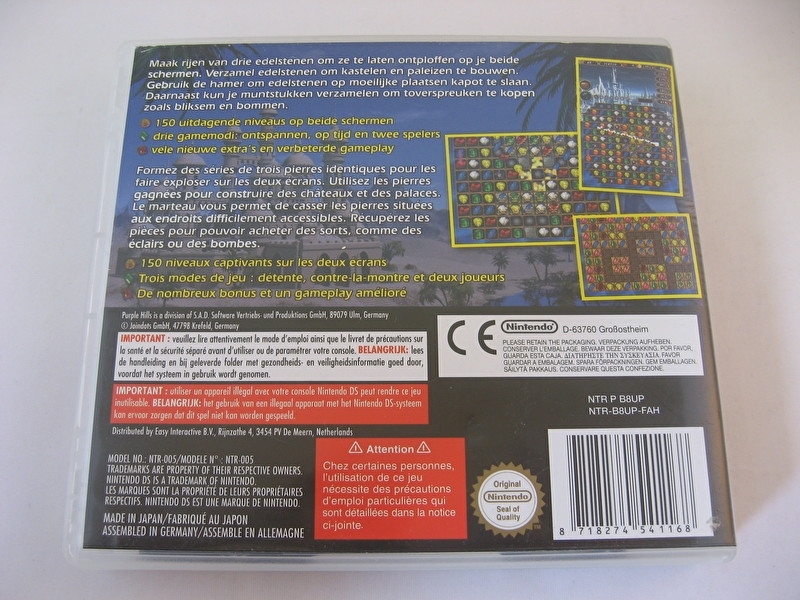 Maak rijen van drie edelstenen om ze te laten ontploffen op je beide
schermen. Verzamel edelstenen om kastelen en paleizen te bouwen.
Gebruik de hamer om edelstenen op moeilijke plaatsen kapot te slaan.
Daarnaast kun je muntstukken verzamelen om toverspreuken te kopen
zoals bliksem en bommen.
150 uitdagende niveaus op beide schermen
drie gamemodi: ontspannen, op tijd en twee spelers
vele nieuwe extra's en verbeterde gameplay
Formez des séries de trois pierres identiques pour les
faire exploser sur les deux écrans. Utilisez les pierres
gagnées pour construire des châteaux et des palaces.
Le marteau vous permet de casser les pierres situées
aux endroits difficilement accessibles. Récupérez les
pièces pour pouvoir acheter des sorts, comme des
éclairs ou des bombes.
150 niveaux captivants sur les deux écrans
Trois modes de jeu : détente, contre-la-montre et deux joueurs
De nombreux bonus et un gameplay amélioré
Purple Hills is a division of S.A.D. Software Vertriebs- und Produktions GmbH, 89079 Ulm, Germany
© Joindots GmbH, 47798 Krefeld, Germany
IMPORTANT : veuillez lire attentivement le mode d'emploi ainsi que le livret de précautions sur
la santé et la sécurité séparé avant d'utiliser ou de paramétrer votre console. BELANGRIJK: lees
de handleiding en bij geleverde folder met gezondheids- en veiligheidsinformatie goed door,
voordat het systeem in gebruik wordt genomen.
IMPORTANT : utiliser un appareil illégal avec votre console Nintendo DS peut rendre ce jeu
inutilisable. BELANGRIJK: het gebruik van een illegaal apparaat met het Nintendo DS-systeem
kan ervoor zorgen dat dit spel niet kan worden gespeeld.
Distributed by Easy Interactive B.V., Rijnzathe 4, 3454 PV De Meern, Netherlands
MODEL NO.: NTR-005/MODELE N° : NTR-005
TRADEMARKS ARE PROPERTY OF THEIR RESPECTIVE OWNERS.
NINTENDO DS IS A TRADEMARK OF NINTENDO.
LES MARQUES SONT LA PROPRIÉTÉ DE LEURS PROPRIÉTAIRES
RESPECTIFS. NINTENDO DS EST UNE MARQUE DE NINTENDO.
MADE IN JAPAN/FABRIQUÉ AU JAPON
ASSEMBLED IN GERMANY/ASSEMBLE EN ALLEMAGNE
Attention
Chez certaines personnes,
l'utilisation de ce jeu
nécessite des précautions
d'emploi particulières qui
sont détaillées dans la notice
ci-jointe.
CE
Nintendo D-63760 Großostheim
PLEASE RETAIN THE PACKAGING. VERPACKUNG AUFHEBEN.
CONSERVER L'EMBALLAGE. BEWAAR DEZE VERPAKKING. POR FAVOR,
GUARDA ESTA CAJA. ΔΙΑΤΗΡΗΣΤΕ ΤΗΝ ΣΥΣΚΕΥΑΣΙΑ. FAVOR
GUARDAR A EMBALAGEM. SPARA FÖRPACKNINGEN. GEM EMBALLAGEN.
SÄILYTÄ PAKKAUS. CONSERVARE QUESTA CONFEZIONE.
NTR P B8UP
NTR-B8UP-FAH
Original
Nintendo
Seal of
Quality
8 718274 541168